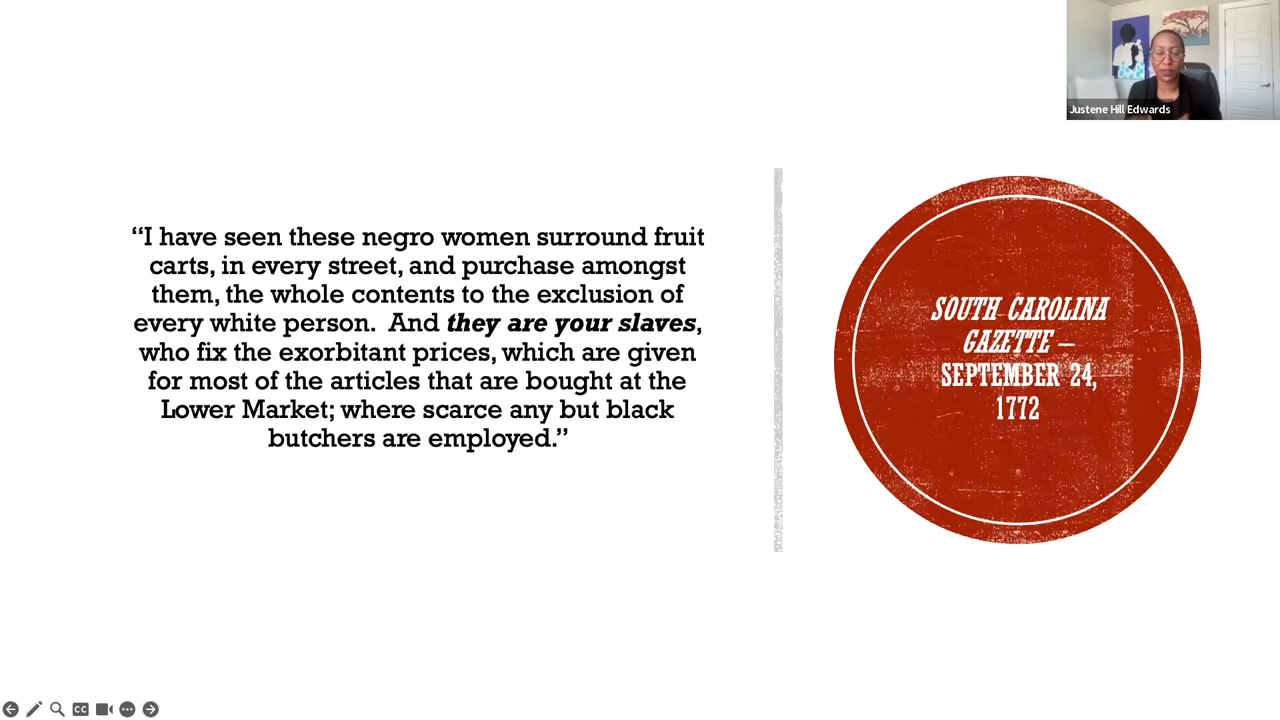 Justene Hill Edwards
“I have seen these negro women surround fruit
carts, in every street, and purchase amongst
them, the whole contents to the exclusion of
every white person.  And they are your slaves,
who fix the exorbitant prices, which are given
for most of the articles that are bought at the
Lower Market; where scarce any but black
butchers are employed.”
SOUTH CAROLINA
GAZETTE –
SEPTEMBER 24,
1772
CC